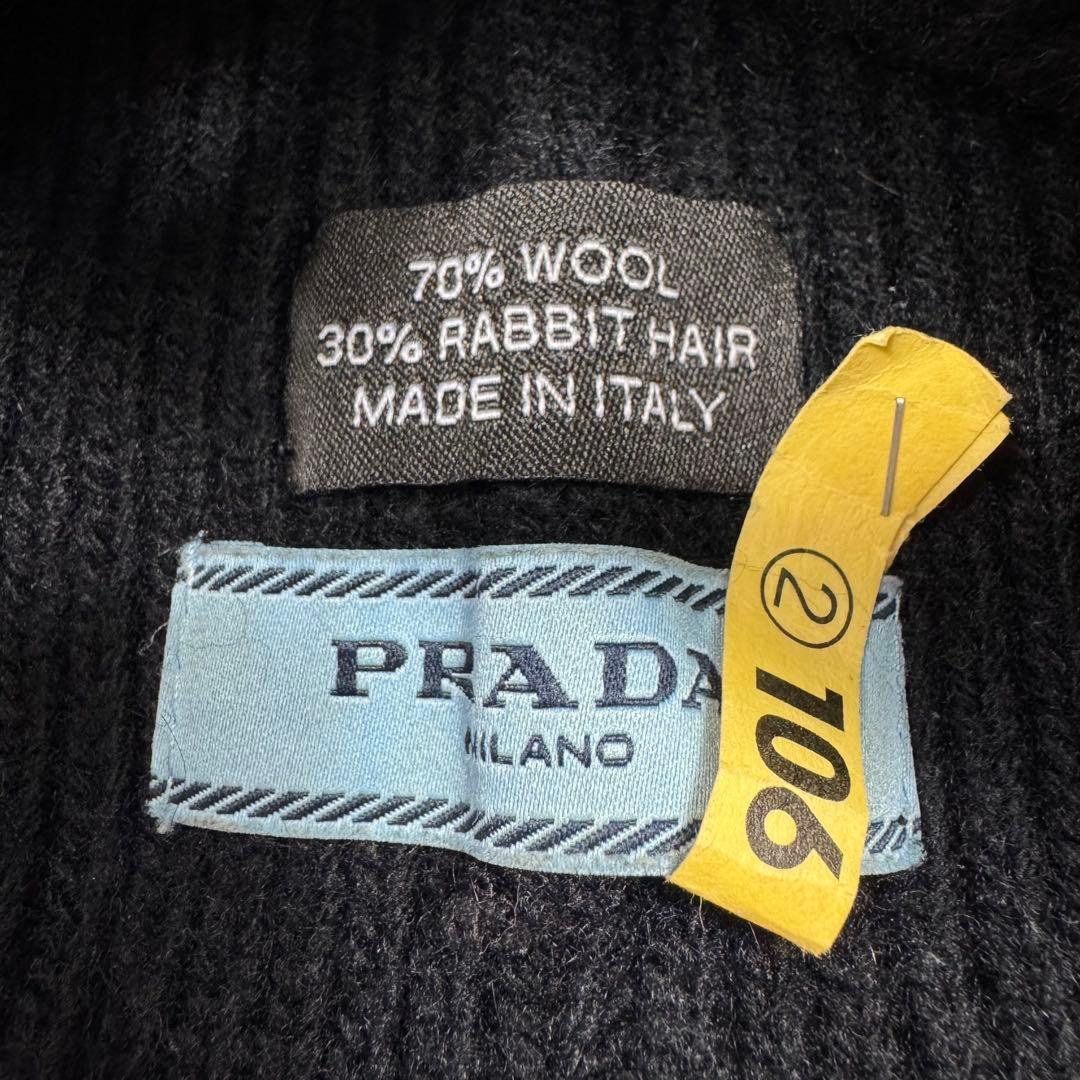 70% WOOL
30% RABBIT HAIR
MADE IN ITALY
PRADA
MILANO
② 106